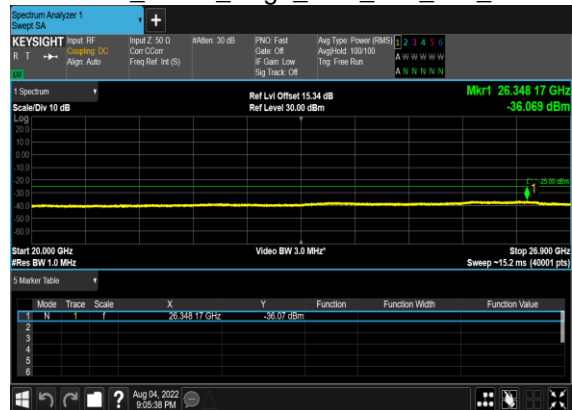 Spectrum Analyzer 1
Swept SA
+
KEYSIGHT Input: RF Input Z: 50 Ω #Atten: 30 dB PNO: Fast Avg Type: Power (RMS) 1 2 3 4 5 6
R T Coupling: DC Corr CCorr Gate: Off Avg|Hold: 100/100 A W W W W W
Align: Auto Freq Ref: Int (S) IF Gain: Low Trig: Free Run
Sig Track: Off A N N N N N
1 Spectrum Ref Lvl Offset 15.34 dB Mkr1 26.348 17 GHz
Scale/Div 10 dB Ref Level 30.00 dBm -36.069 dBm
Log
20.0
10.0
0.00
-10.0
-20.0
-25.00 dBm
-30.0 1
-40.0
-50.0
-60.0
Start 20.000 GHz Video BW 3.0 MHz* Stop 26.900 GHz
#Res BW 1.0 MHz Sweep ~15.2 ms (40001 pts)
5 Marker Table
Mode Trace Scale X Y Function Function Width Function Value
1 N 1 f 26.348 17 GHz -36.07 dBm
2
3
4
5
6
? Aug 04, 2022
9:05:38 PM